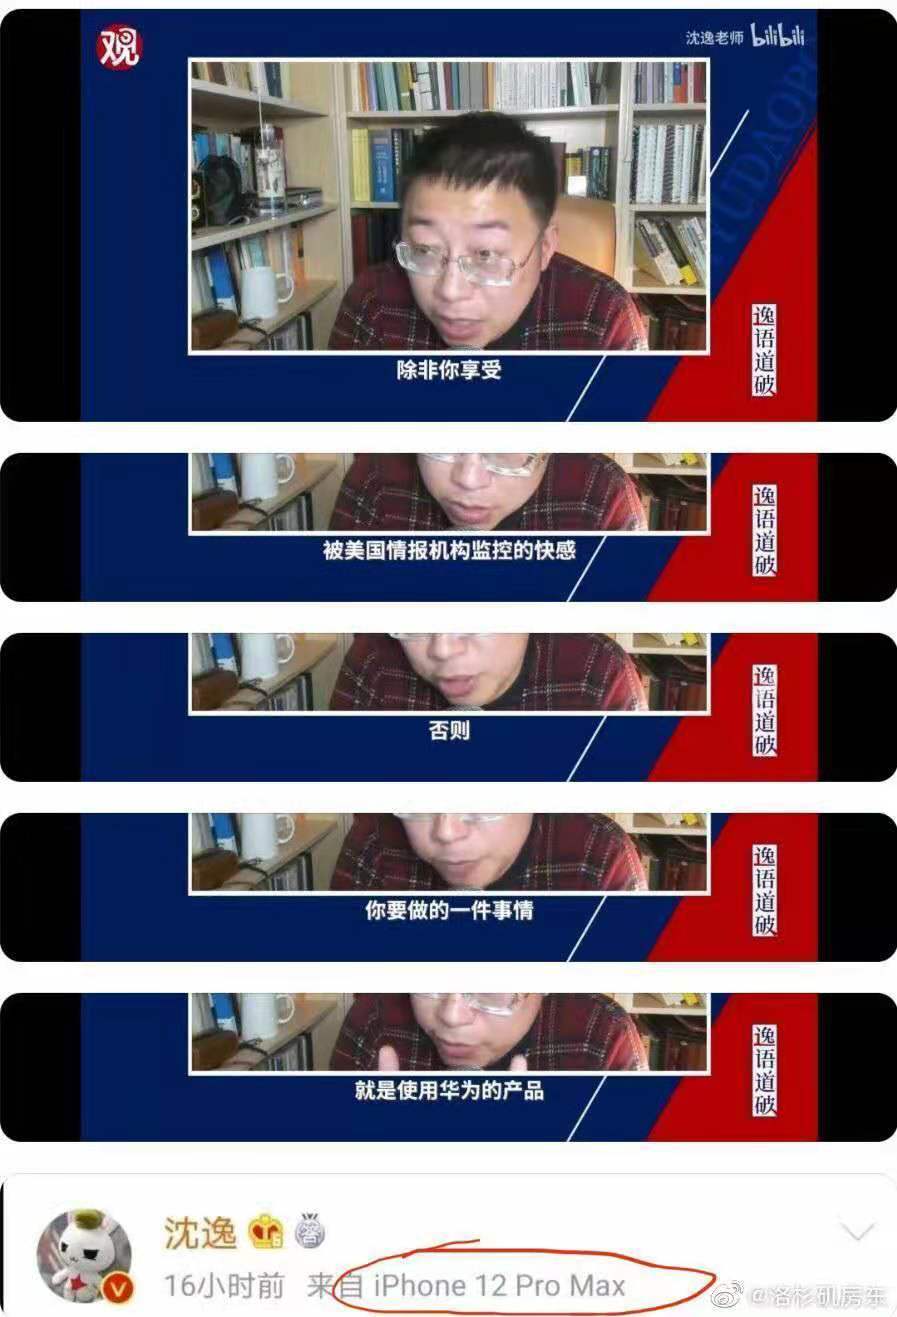 观
沈逸老师 bilibili
YUDAOPO
逸语道破
除非你享受
逸语道破
被美国情报机构监控的快感
逸语道破
否则
逸语道破
你要做的一件事情
逸语道破
就是使用华为的产品
沈逸
16小时前 来自 iPhone 12 Pro Max
@洛杉矶房东